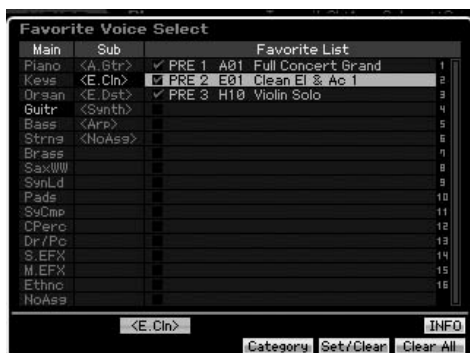 Favorite Voice Select
Main Sub Favorite List
Piano <A.Gtr> PRE 1 A01 Full Concert Grand 1
Keys <E.Cln> PRE 2 E01 Clean El & Ac 1 2
Organ <E.Dst> PRE 3 H10 Violin Solo 3
Guitr <Synth> 4
Bass <Arp> 5
Strng <NoAsg> 6
Brass 7
SaxWW 8
SynLd 9
Pads 10
SyCmp 11
CPerc 12
Dr/Pc 13
S.EFX 14
M.EFX 15
Ethnc 16
NoAsg
<E.Cln> INFO
Category Set/Clear Clear All